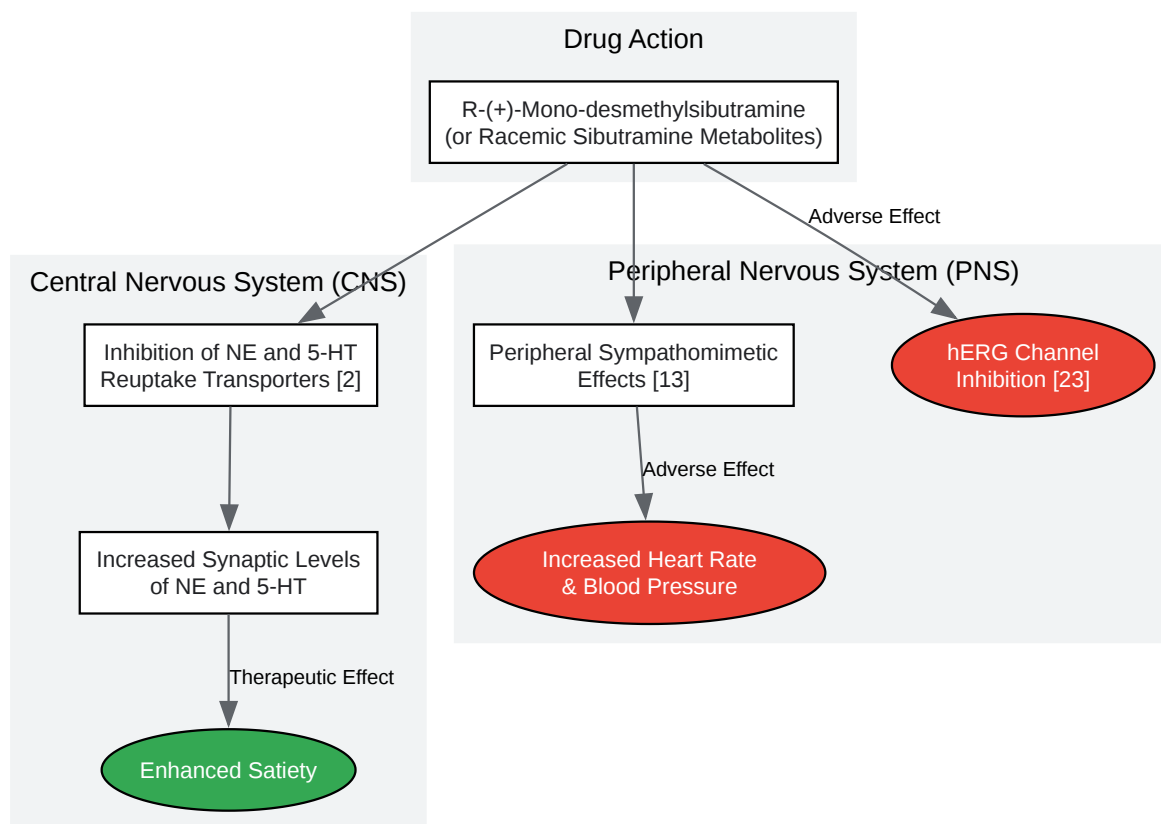 Drug Action
R-(+)-Mono-desmethylsibutramine
(or Racemic Sibutramine Metabolites)
Adverse Effect
Central Nervous System (CNS)
Peripheral Nervous System (PNS)
Inhibition of NE and 5-HT
Reuptake Transporters [2]
Peripheral Sympathomimetic
Effects [13]
hERG Channel
Inhibition [23]
Adverse Effect
Increased Synaptic Levels
of NE and 5-HT
Increased Heart Rate
& Blood Pressure
Therapeutic Effect
Enhanced Satiety